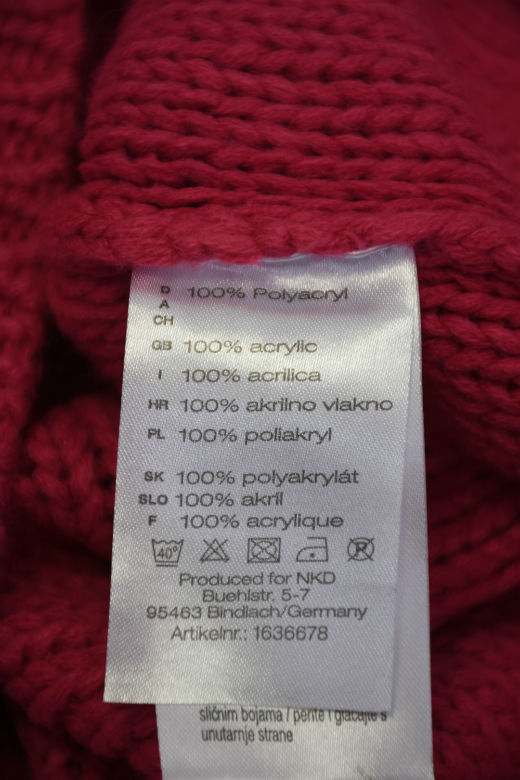 D 100% Polyacryl
A
CH
GB 100% acrylic
I 100% acrilica
HR 100% akrilno vlakno
PL 100% poliakryl
SK 100% polyakrylát
SLO 100% akril
F 100% acrylique
40° P
Produced for NKD
Buehlstr. 5-7
95463 Bindlach/Germany
Artikelnr.: 1636678
sličnim bojama / perite i glačajte s
unutarnje strane